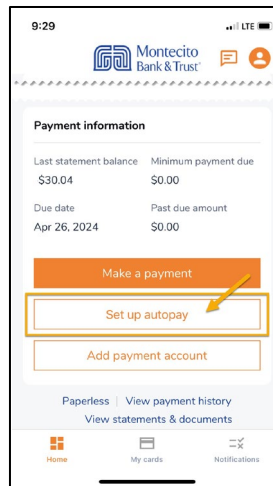 9:29
LTE
Montecito
Bank & Trust
Payment information
Last statement balance Minimum payment due
$30.04 $0.00
Due date Past due amount
Apr 26, 2024 $0.00
Make a payment
Set up autopay
Add payment account
Paperless | View payment history
View statements & documents
Home My cards Notifications